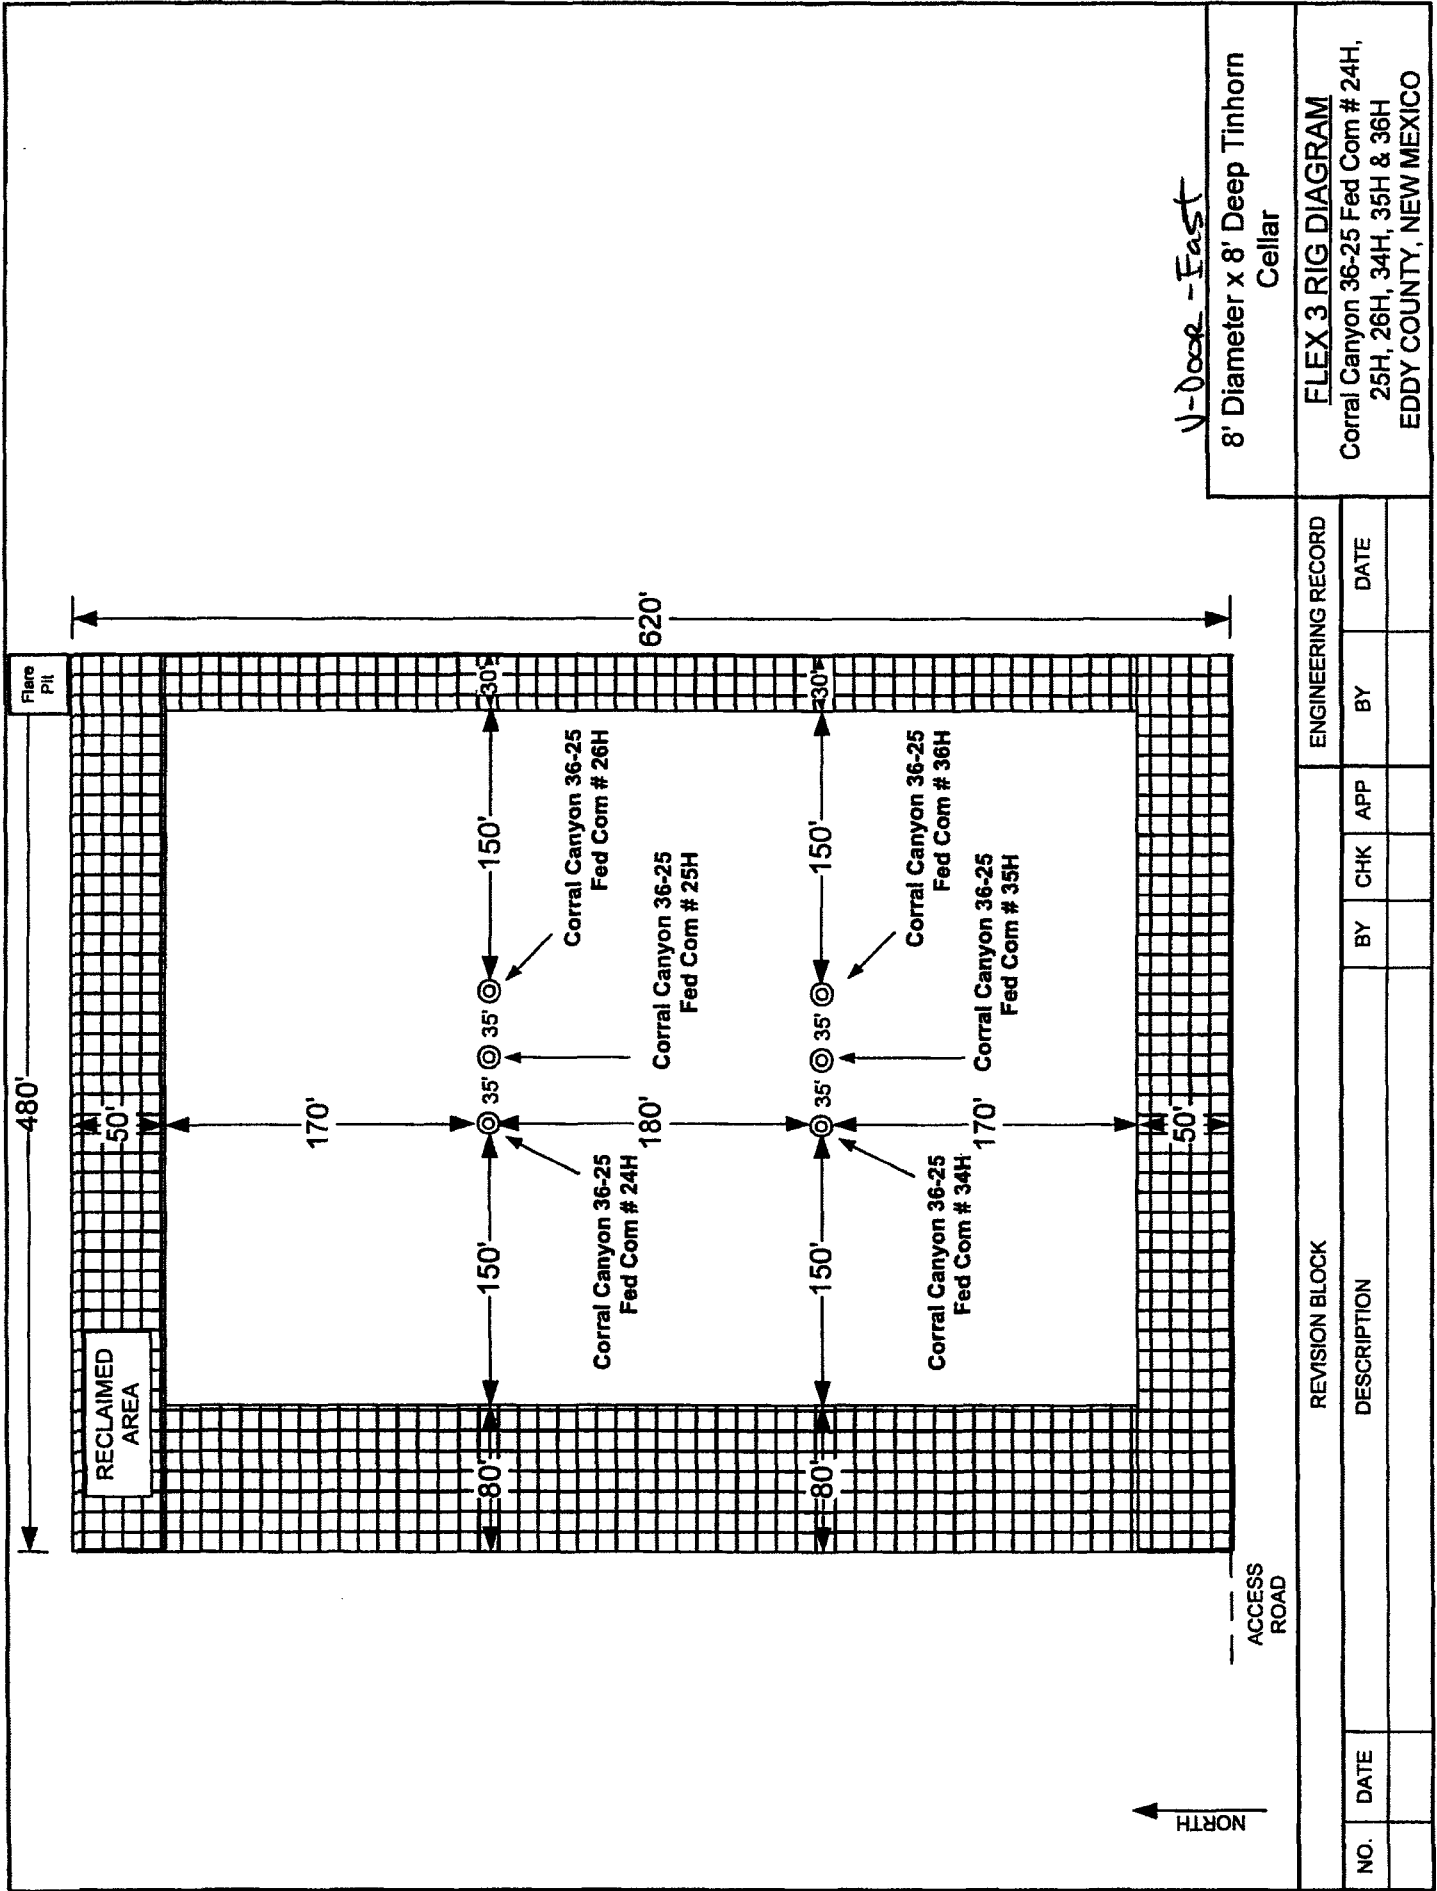 Flare
Pit
480'
50'
RECLAIMED
AREA
170'
620'
150'
35'
35'
150'
30'
80'
Corral Canyon 36-25
Fed Com # 24H
Corral Canyon 36-25
Fed Com # 25H
Corral Canyon 36-25
Fed Com # 26H
180'
150'
35'
35'
150'
30'
80'
Corral Canyon 36-25
Fed Com # 34H
Corral Canyon 36-25
Fed Com # 35H
Corral Canyon 36-25
Fed Com # 36H
170'
50'
ACCESS
ROAD
NORTH
V-Door - East
8' Diameter x 8' Deep Tinhorn
Cellar
REVISION BLOCK
ENGINEERING RECORD
NO.
DATE
DESCRIPTION
BY
CHK
APP
BY
DATE
FLEX 3 RIG DIAGRAM
Corral Canyon 36-25 Fed Com # 24H,
25H, 26H, 34H, 35H & 36H
EDDY COUNTY, NEW MEXICO